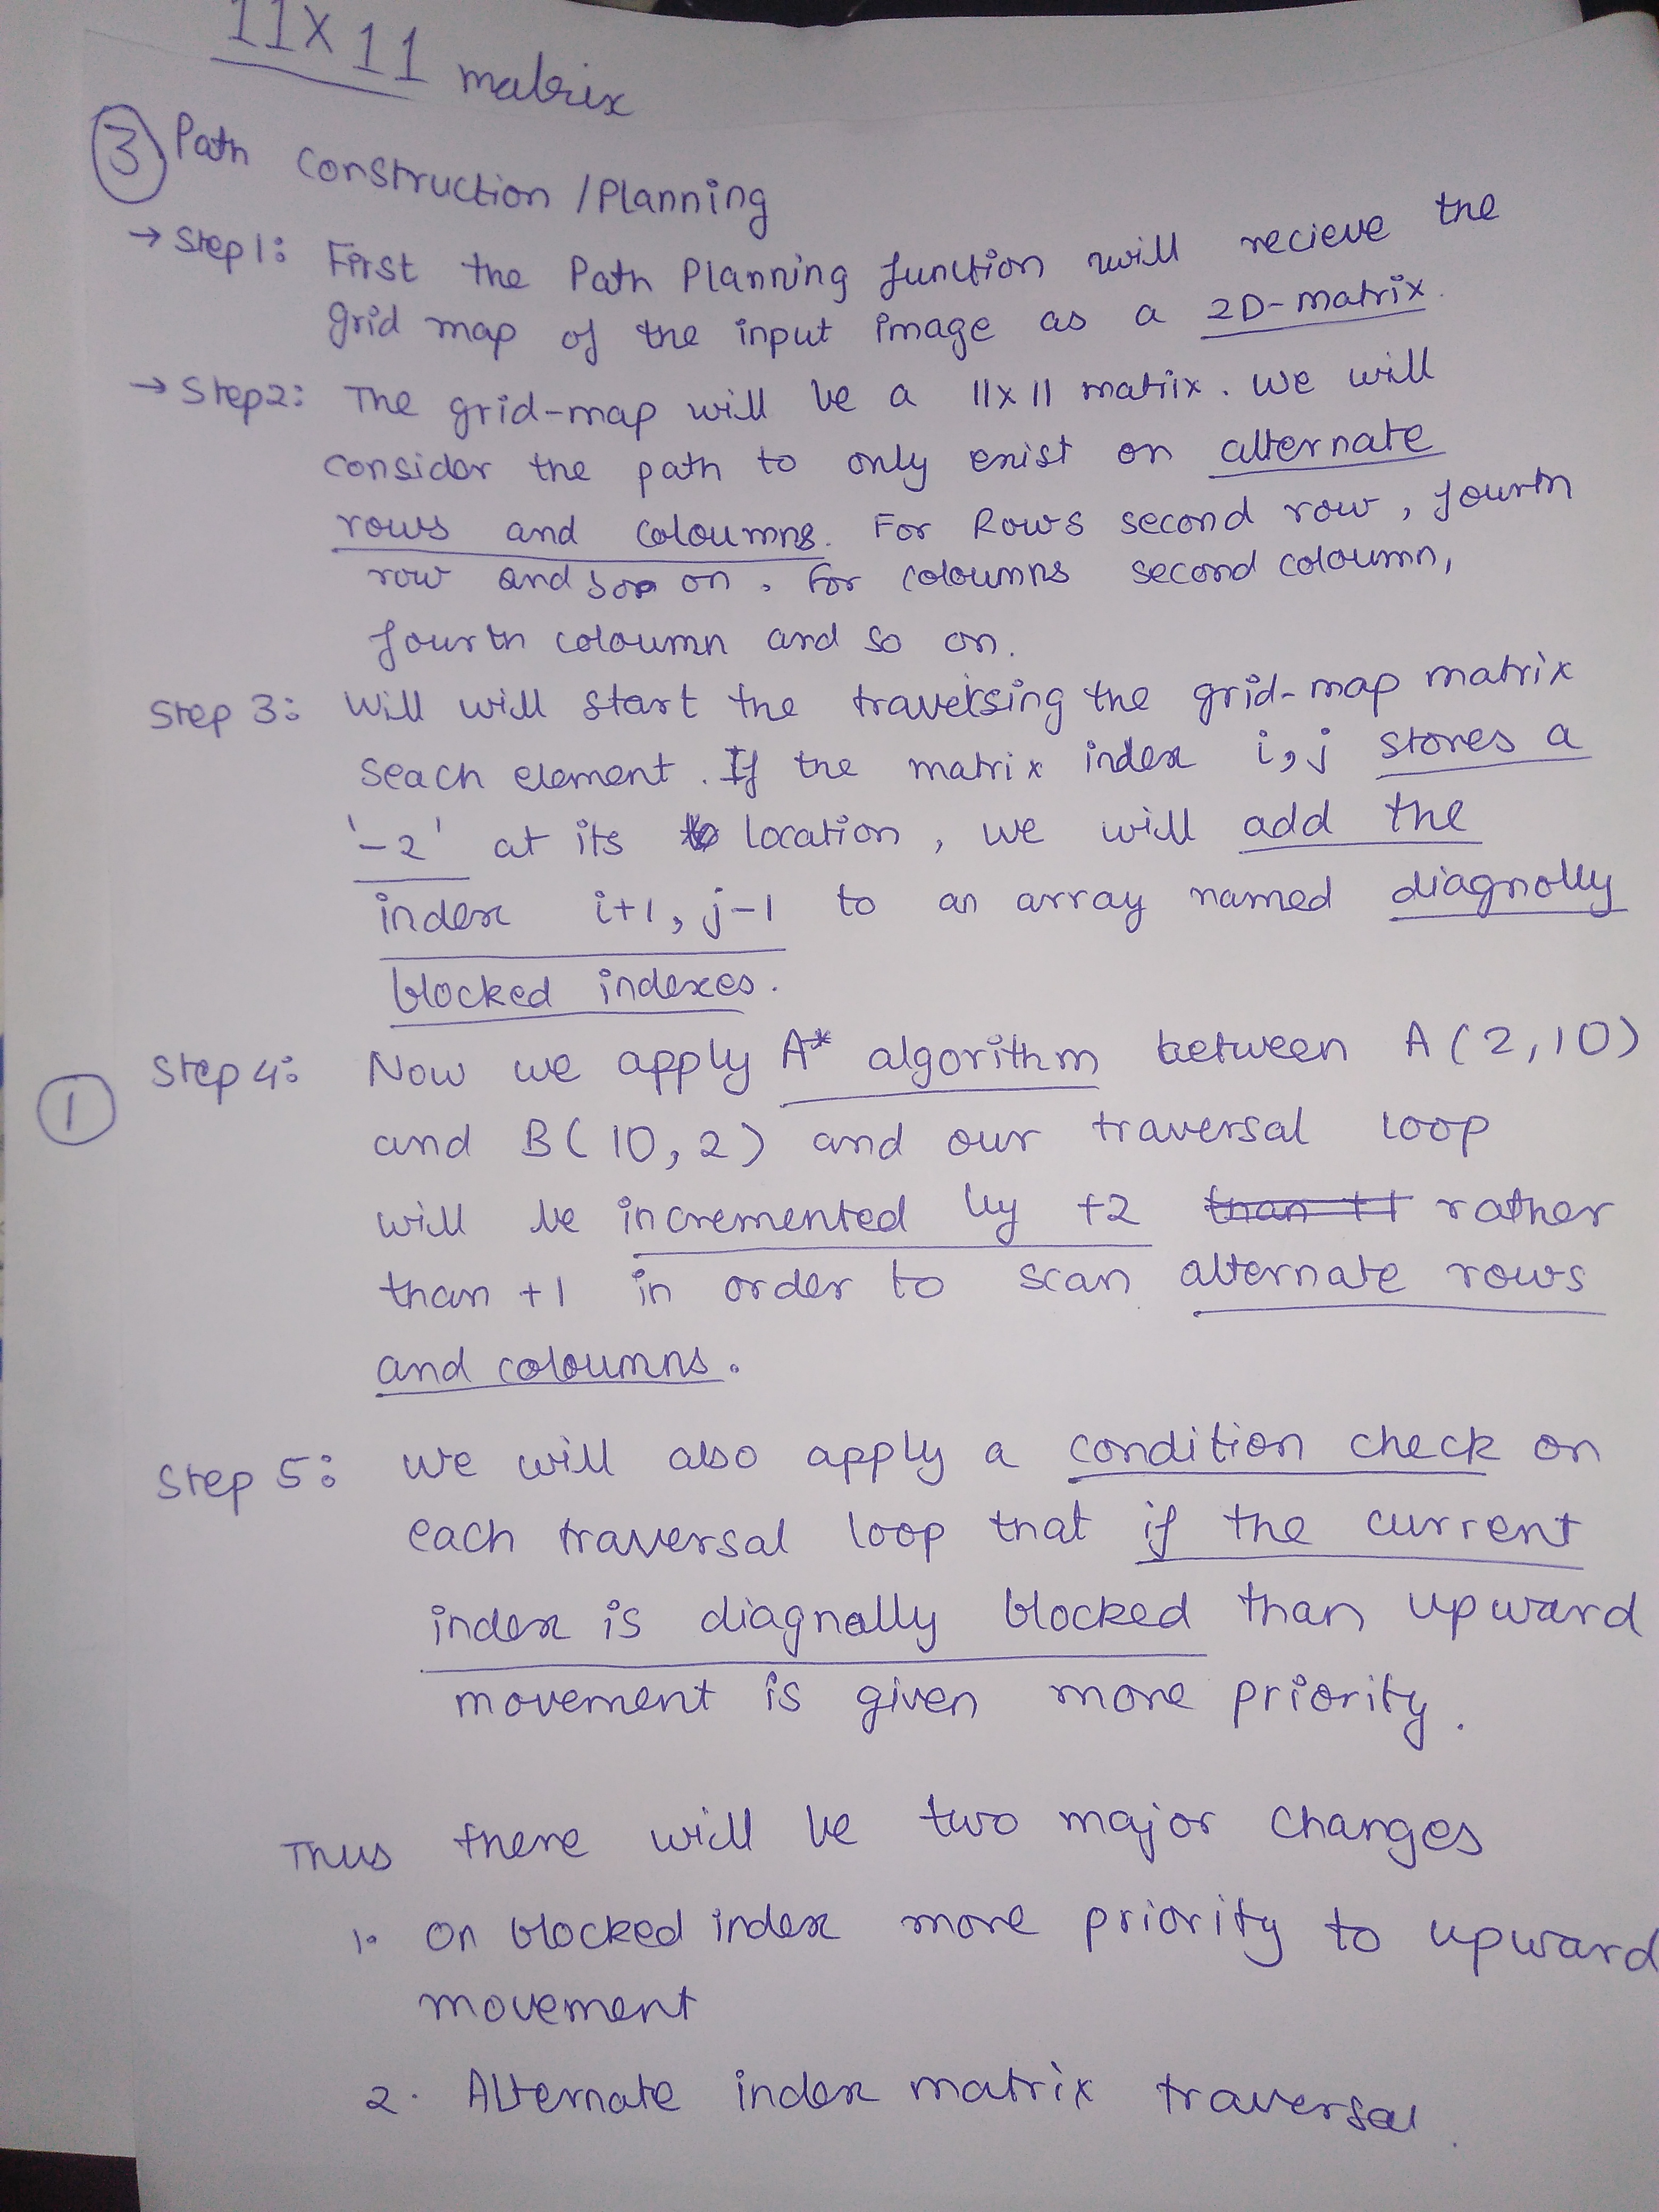 11x11 matrix
3 Path Construction / Planning
→ Step 1: First the Path Planning function will recieve the
grid map of the input image as a 2D-matrix.
→ Step2: The grid-map will be a 11x11 matrix. We will
consider the path to only exist on alternate
rows and coloumns. For Rows second row, fourth
row and so on. For coloumns second coloumn,
fourth coloumn and so on.
Step 3: Will will start the traversing the grid-map matrix
seach element. If the matrix index i,j stores a
'-2' at its location, we will add the
index i+1, j-1 to an array named diagnolly
blocked indexes.
1 Step 4: Now we apply A* algorithm between A(2,10)
and B(10,2) and our traversal loop
will be incremented by +2 than +1 rather
than +1 in order to scan alternate rows
and coloumns.
Step 5: We will also apply a condition check on
each traversal loop that if the current
index is diagnally blocked than upward
movement is given more priority.
Thus there will be two major changes
1. On blocked index more priority to upward
movement
2. Alternate index matrix traversal.